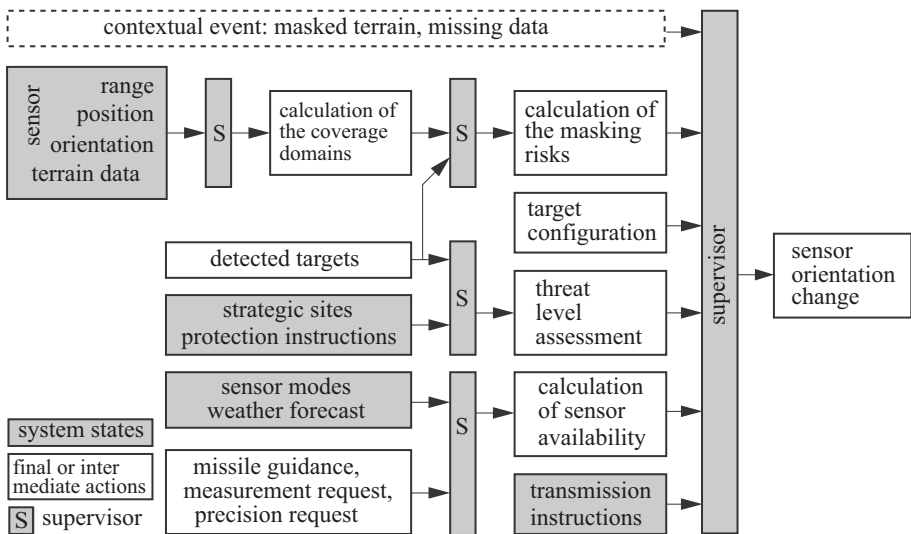 contextual event: masked terrain, missing data
sensor
range
position
orientation
terrain data
S
calculation of
the coverage
domains
S
calculation of
the masking
risks
target
configuration
detected targets
strategic sites
protection instructions
S
threat
level
assessment
supervisor
sensor
orientation
change
sensor modes
weather forecast
S
calculation
of sensor
availability
missile guidance,
measurement request,
precision request
transmission
instructions
system states
final or inter
mediate actions
S supervisor